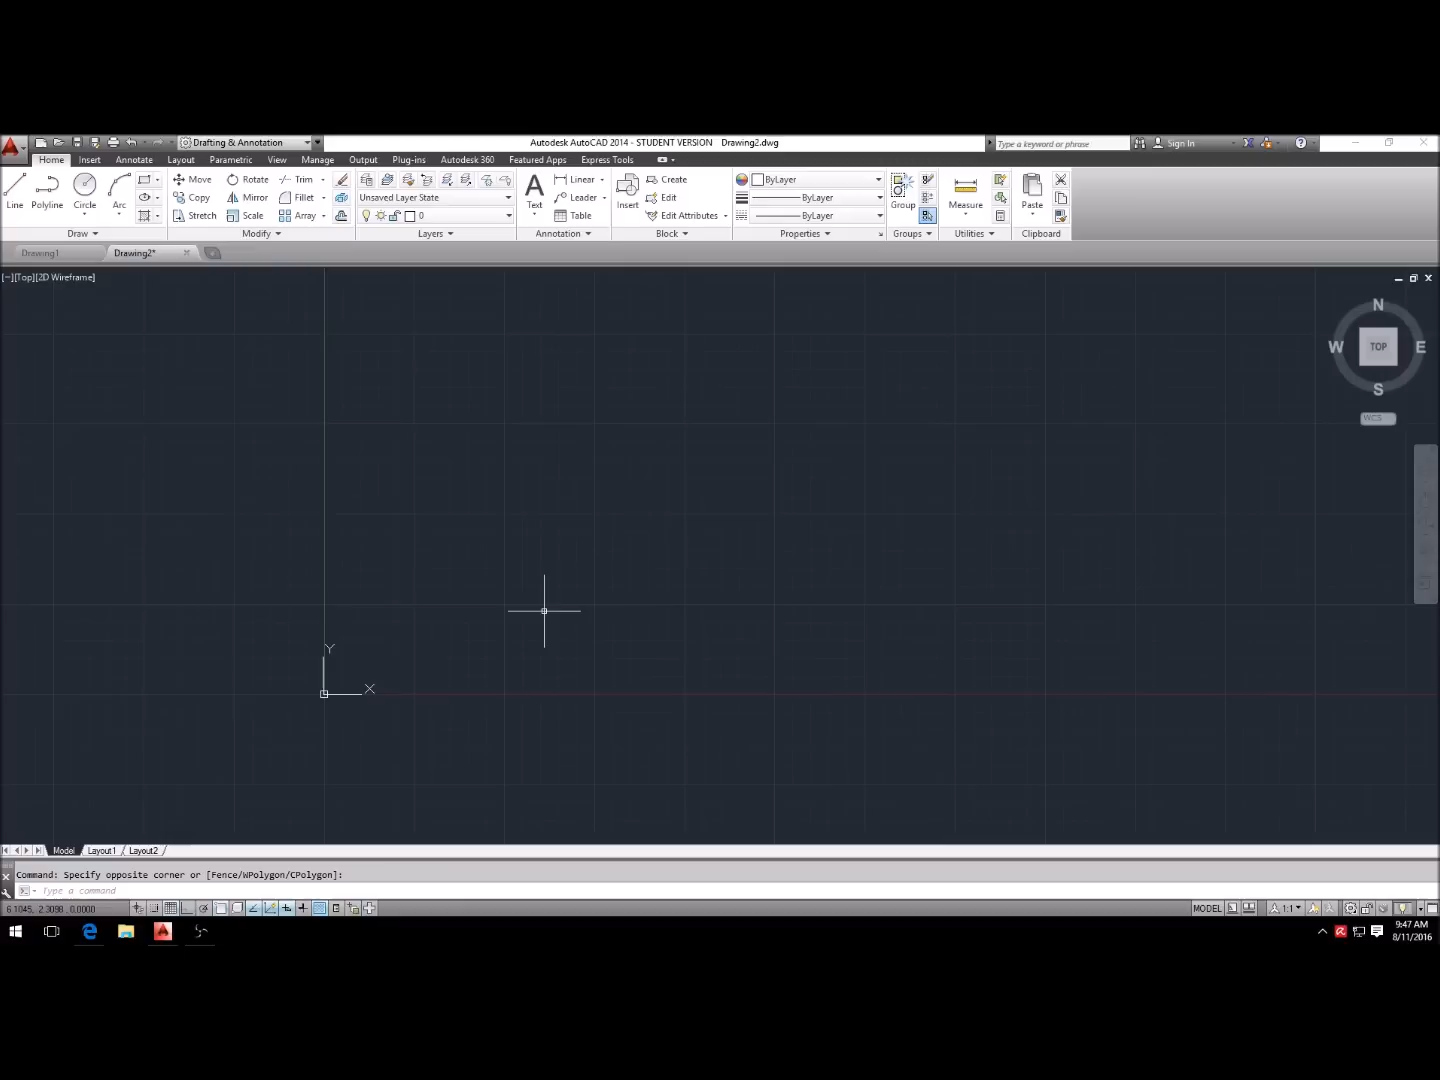 Drafting & Annotation
Autodesk AutoCAD 2014 - STUDENT VERSION Drawing2.dwg
Type a keyword or phrase
Sign In
Home Insert Annotate Layout Parametric View Manage Output Plug-ins Autodesk 360 Featured Apps Express Tools
Line Polyline Circle Arc
Move Rotate Trim
Copy Mirror Fillet
Stretch Scale Array
Unsaved Layer State
0
Text
Linear
Leader
Table
Insert
Create
Edit
Edit Attributes
ByLayer
ByLayer
ByLayer
Group
Measure
Paste
Draw Modify Layers Annotation Block Properties Groups Utilities Clipboard
Drawing1 Drawing2*
[−][Top][2D Wireframe]
N
W TOP E
S
WCS
Y
X
Model Layout1 Layout2
Command: Specify opposite corner or [Fence/WPolygon/CPolygon]:
Type a command
6.1045, 2.3098, 0.0000
MODEL
1:1
9:47 AM
8/11/2016